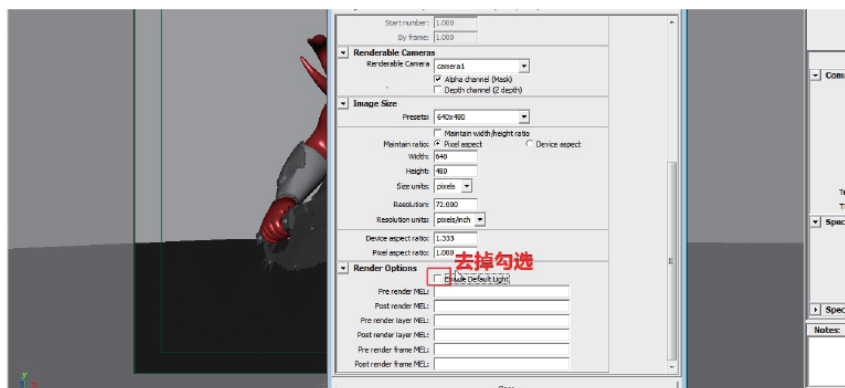 Start number: 1.000
By frame: 1.000
Renderable Cameras
Renderable Camera camera1
Alpha channel (Mask)
Depth channel (Z depth)
Image Size
Presets: 640x480
Maintain width/height ratio
Maintain ratio: Pixel aspect Device aspect
Width: 640
Height: 480
Size units: pixels
Resolution: 72.000
Resolution units: pixels/inch
Device aspect ratio: 1.333
Pixel aspect ratio: 1.000
去掉勾选
Render Options
Enable Default Light
Pre render MEL:
Post render MEL:
Pre render layer MEL:
Post render layer MEL:
Pre render frame MEL:
Post render frame MEL:
Com
Spec
Spec
Notes:
y